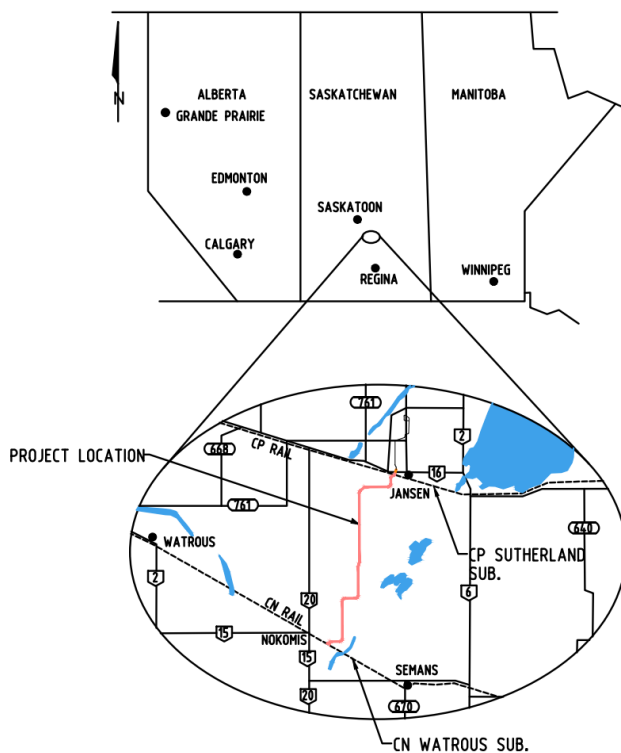 N
ALBERTA
SASKATCHEWAN
MANITOBA
GRANDE PRAIRIE
EDMONTON
SASKATOON
CALGARY
REGINA
WINNIPEG
761
2
668
CP RAIL
PROJECT LOCATION
16
JANSEN
761
640
WATROUS
CP SUTHERLAND
SUB.
2
20
6
CN RAIL
15
NOKOMIS
15
SEMANS
20
670
CN WATROUS SUB.